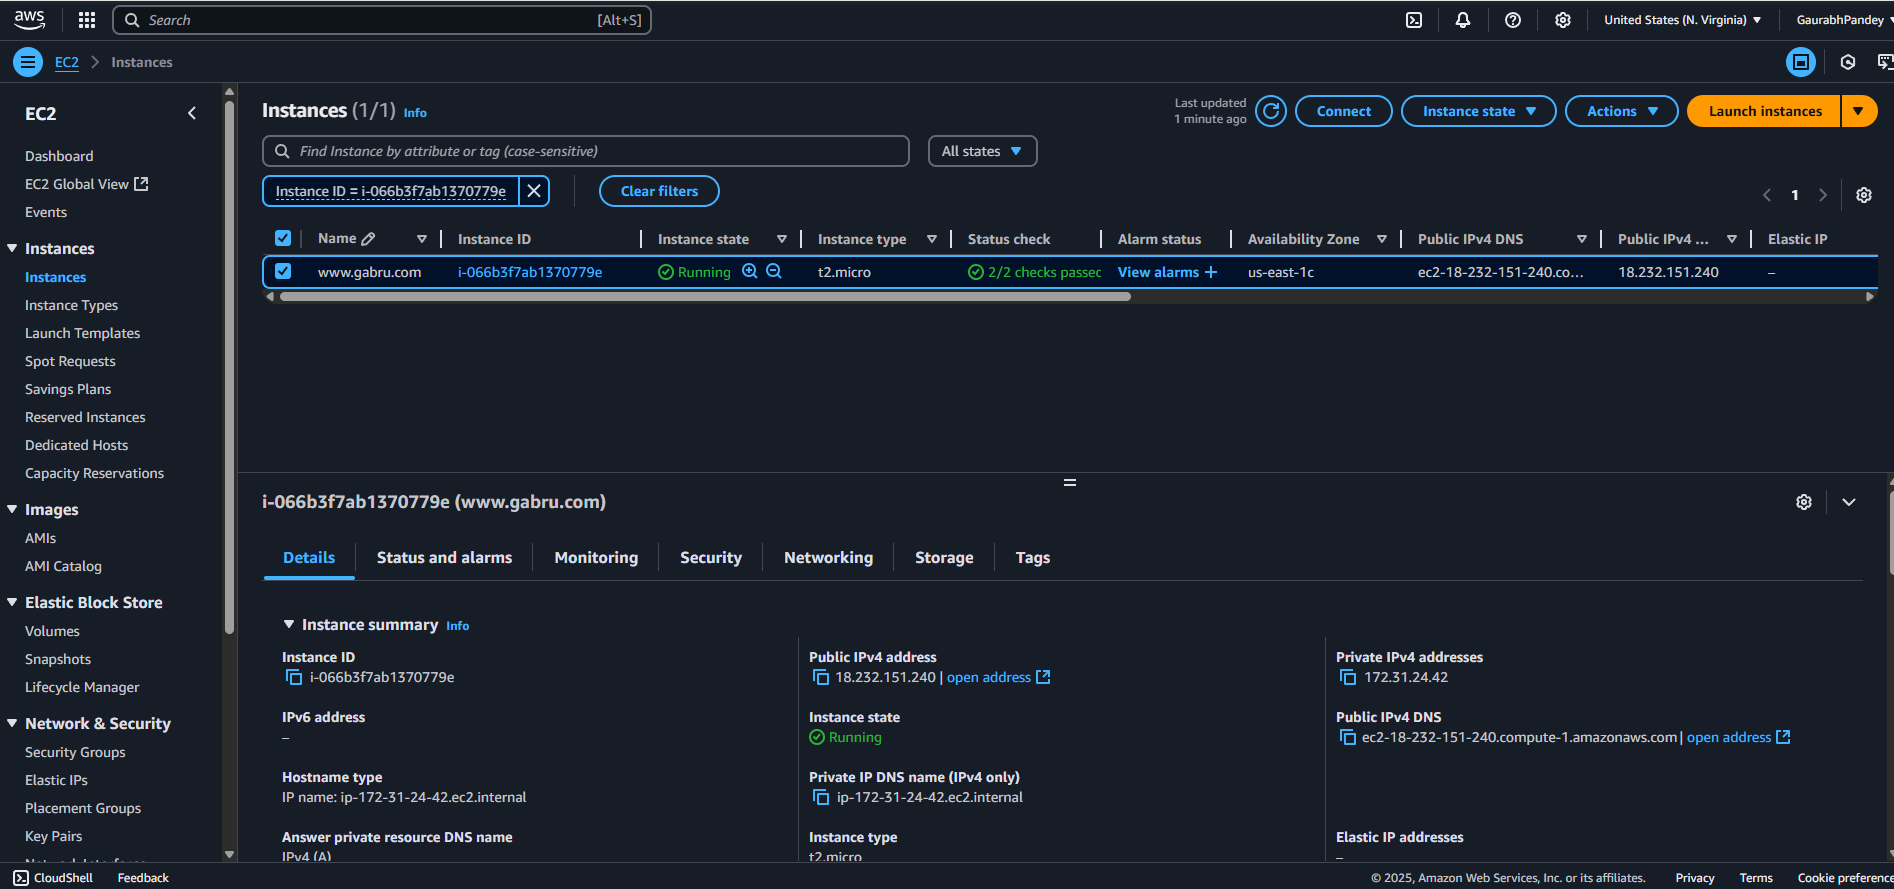 aws
Search [Alt+S]
United States (N. Virginia)
GaurabhPandey
EC2 Instances
EC2
Dashboard
EC2 Global View
Events
Instances
Instances
Instance Types
Launch Templates
Spot Requests
Savings Plans
Reserved Instances
Dedicated Hosts
Capacity Reservations
Images
AMIs
AMI Catalog
Elastic Block Store
Volumes
Snapshots
Lifecycle Manager
Network & Security
Security Groups
Elastic IPs
Placement Groups
Key Pairs
Instances (1/1) Info
Last updated
1 minute ago
Connect
Instance state
Actions
Launch instances
Find Instance by attribute or tag (case-sensitive)
All states
Instance ID = i-066b3f7ab1370779e
Clear filters
1
Name Instance ID Instance state Instance type Status check Alarm status Availability Zone Public IPv4 DNS Public IPv4 ... Elastic IP
www.gabru.com i-066b3f7ab1370779e Running t2.micro 2/2 checks passec View alarms + us-east-1c ec2-18-232-151-240.co... 18.232.151.240 –
i-066b3f7ab1370779e (www.gabru.com)
Details Status and alarms Monitoring Security Networking Storage Tags
Instance summary Info
Instance ID
i-066b3f7ab1370779e
Public IPv4 address
18.232.151.240 | open address
Private IPv4 addresses
172.31.24.42
IPv6 address
–
Instance state
Running
Public IPv4 DNS
ec2-18-232-151-240.compute-1.amazonaws.com | open address
Hostname type
IP name: ip-172-31-24-42.ec2.internal
Private IP DNS name (IPv4 only)
ip-172-31-24-42.ec2.internal
Answer private resource DNS name
IPv4 (A)
Instance type
t2.micro
Elastic IP addresses
–
CloudShell Feedback
© 2025, Amazon Web Services, Inc. or its affiliates. Privacy Terms Cookie preference